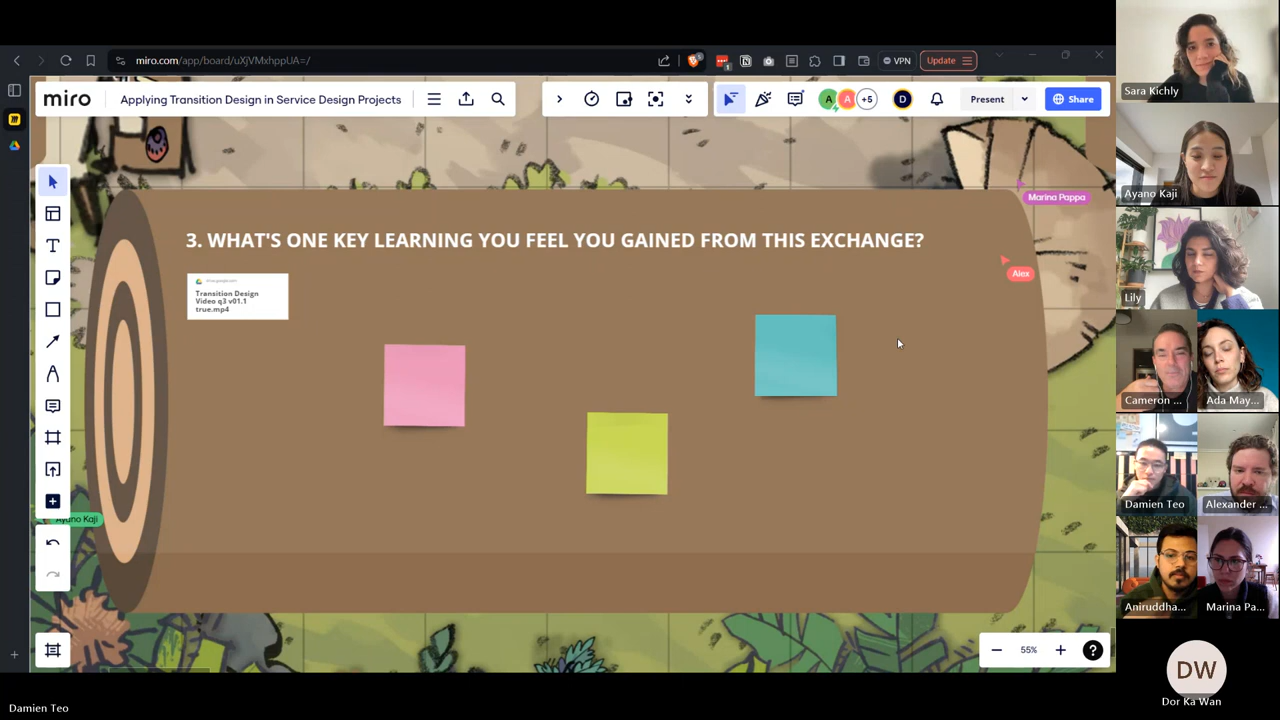 miro.com/app/board/uXjVMxhppUA=/
VPN
Update
1
miro
Applying Transition Design in Service Design Projects
A
A
+5
D
Present
Share
Marina Pappa
3. WHAT'S ONE KEY LEARNING YOU FEEL YOU GAINED FROM THIS EXCHANGE?
Alex
Transition Design
Video q3 v01.1
true.mp4
Ayano Kaji
55%
?
Damien Teo
Sara Kichly
Ayano Kaji
Lily
Cameron ...
Ada May...
Damien Teo
Alexander ...
Aniruddha...
Marina Pa...
DW
Dor Ka Wan